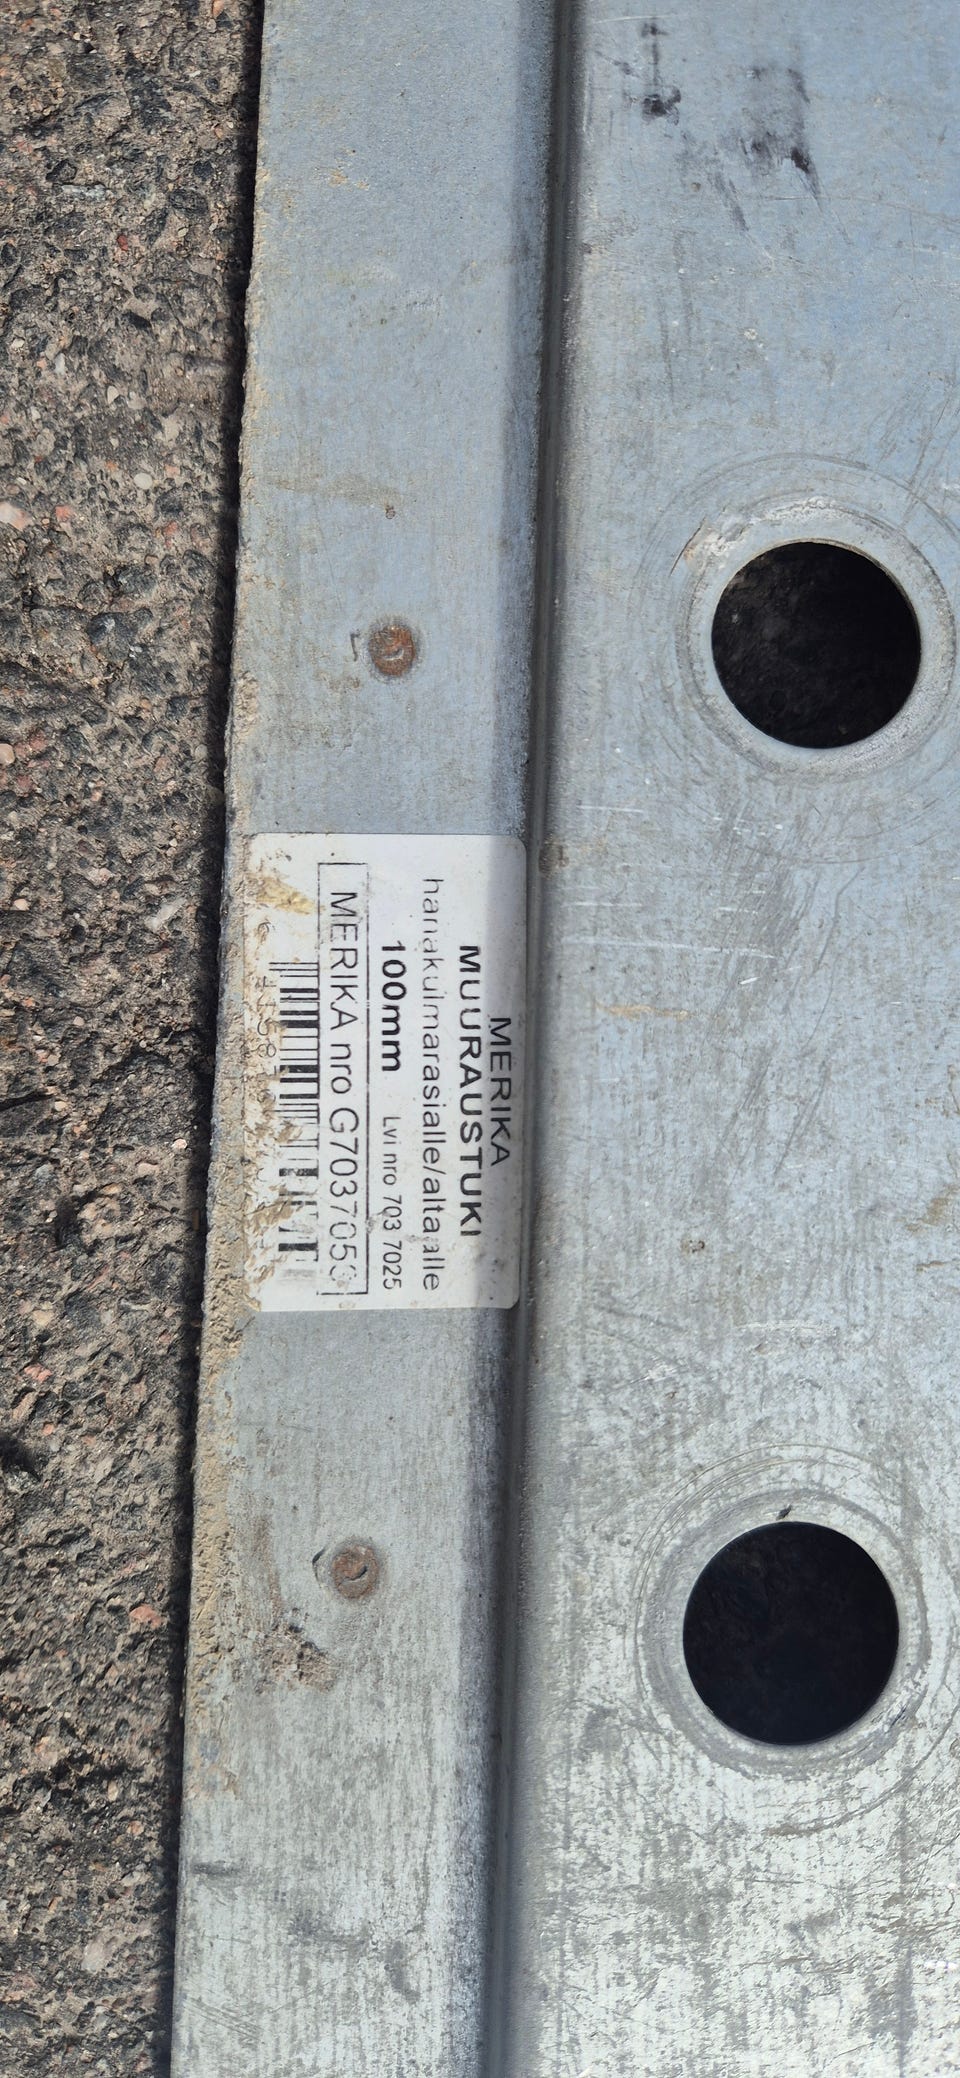 MERIKA
MUURAUSTUKI
hanakulmarasialle/altaalle
100mm Lvi nro 703 7025
MERIKA nro G7037053